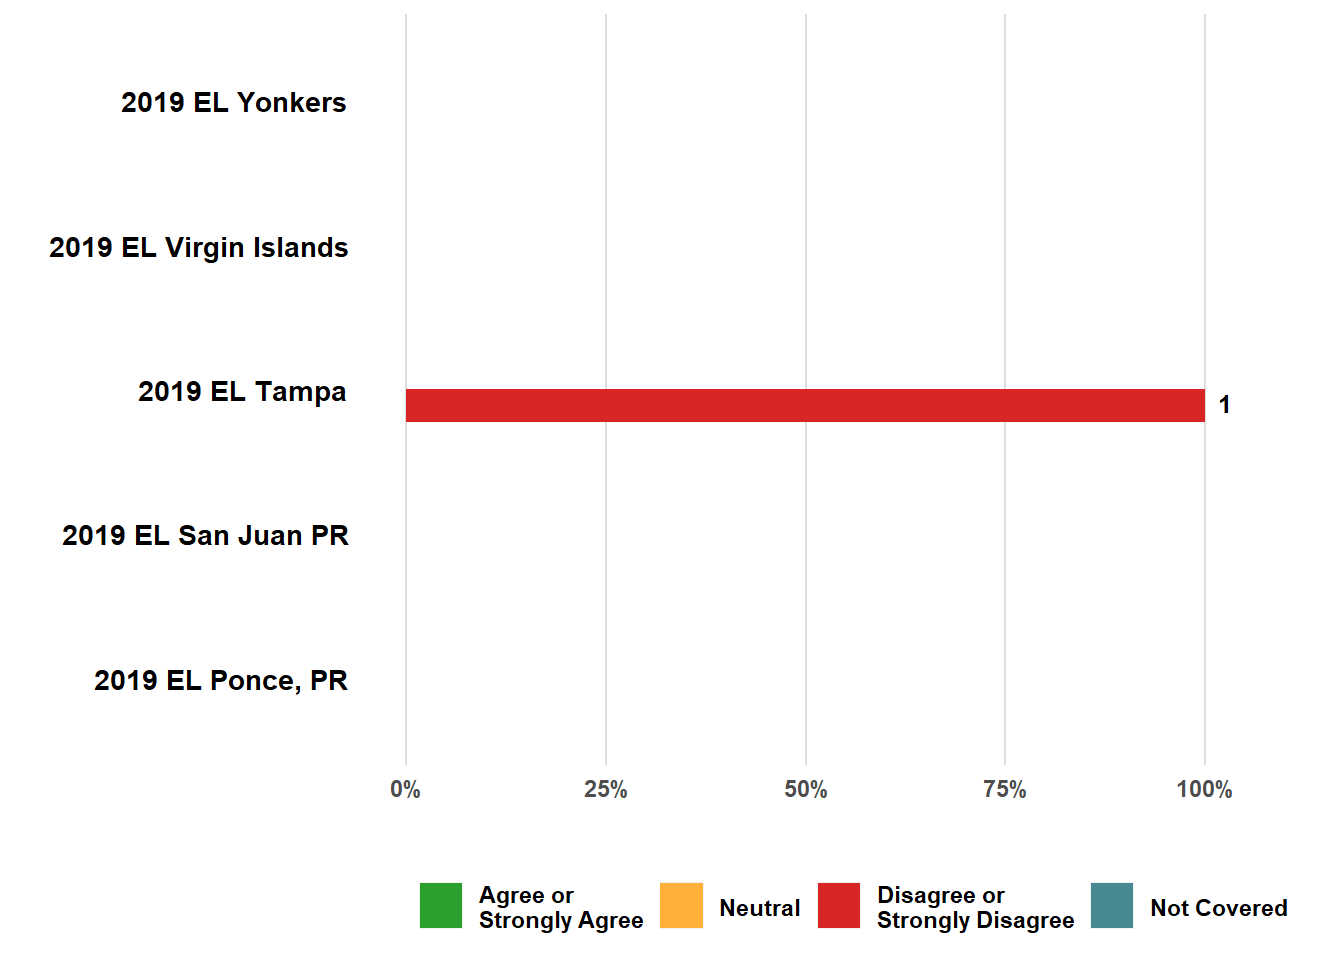 2019 EL Yonkers
2019 EL Virgin Islands
2019 EL Tampa
1
2019 EL San Juan PR
2019 EL Ponce, PR
0%
25%
50%
75%
100%
Agree or
Strongly Agree
Neutral
Disagree or
Strongly Disagree
Not Covered